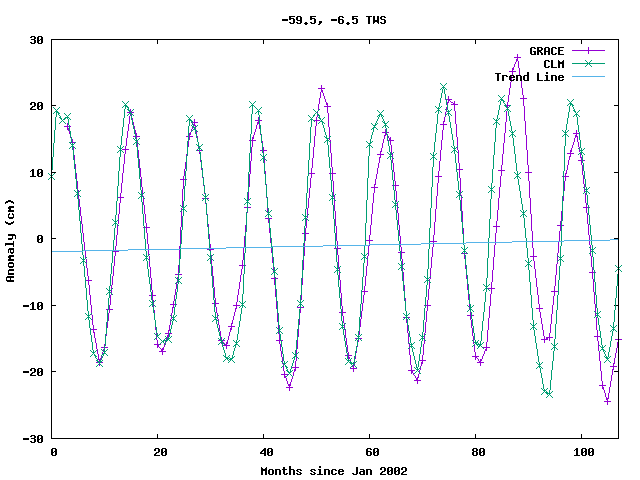 -59.5, -6.5 TWS
30
20
10
0
-10
-20
-30
Anomaly (cm)
GRACE
CLM
Trend Line
0 20 40 60 80 100
Months since Jan 2002